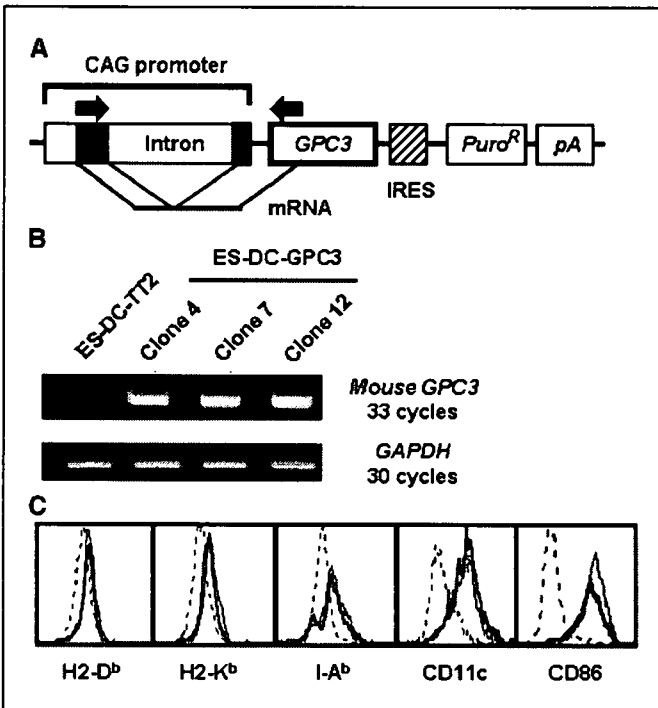 A
CAG promoter
Intron
GPC3
IRES
Puro^R
pA
mRNA
B
ES-DC-GPC3
ES-DC-TT2
Clone 4
Clone 7
Clone 12
Mouse GPC3
33 cycles
GAPDH
30 cycles
C
H2-D^b
H2-K^b
I-A^b
CD11c
CD86